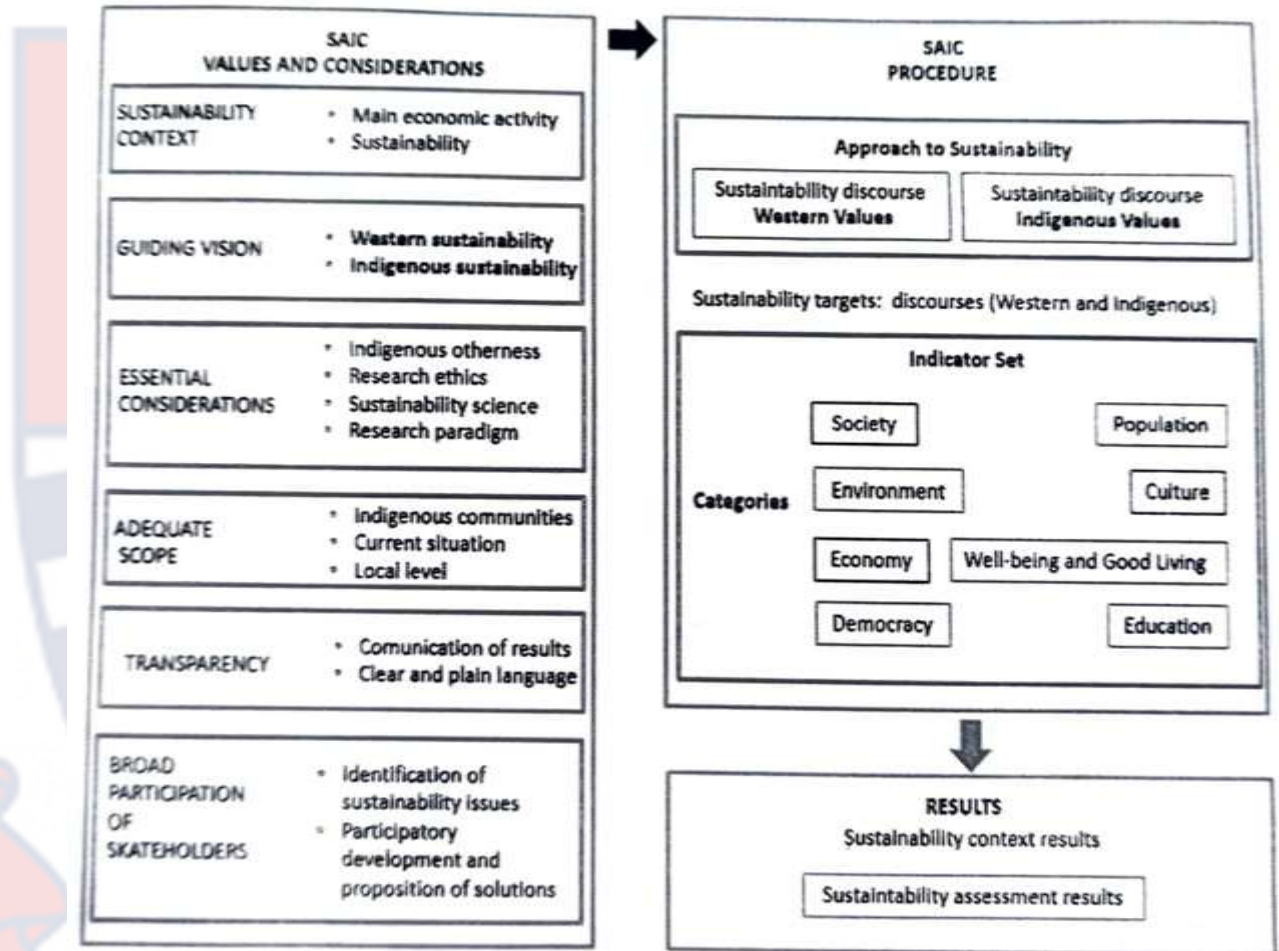 SAIC
VALUES AND CONSIDERATIONS
SUSTAINABILITY
CONTEXT
• Main economic activity
• Sustainability
GUIDING VISION
• Western sustainability
• Indigenous sustainability
ESSENTIAL
CONSIDERATIONS
• Indigenous otherness
• Research ethics
• Sustainability science
• Research paradigm
ADEQUATE
SCOPE
• Indigenous communities
• Current situation
• Local level
TRANSPARENCY
• Comunication of results
• Clear and plain language
BROAD
PARTICIPATION
OF
SKATEHOLDERS
• Identification of
sustainability issues
• Participatory
development and
proposition of solutions
SAIC
PROCEDURE
Approach to Sustainability
Sustaintability discourse
Western Values
Sustaintability discourse
Indigenous Values
Sustainability targets: discourses (Western and Indigenous)
Indicator Set
Categories
Society
Population
Environment
Culture
Economy
Well-being and Good Living
Democracy
Education
RESULTS
Sustainability context results
Sustaintability assessment results